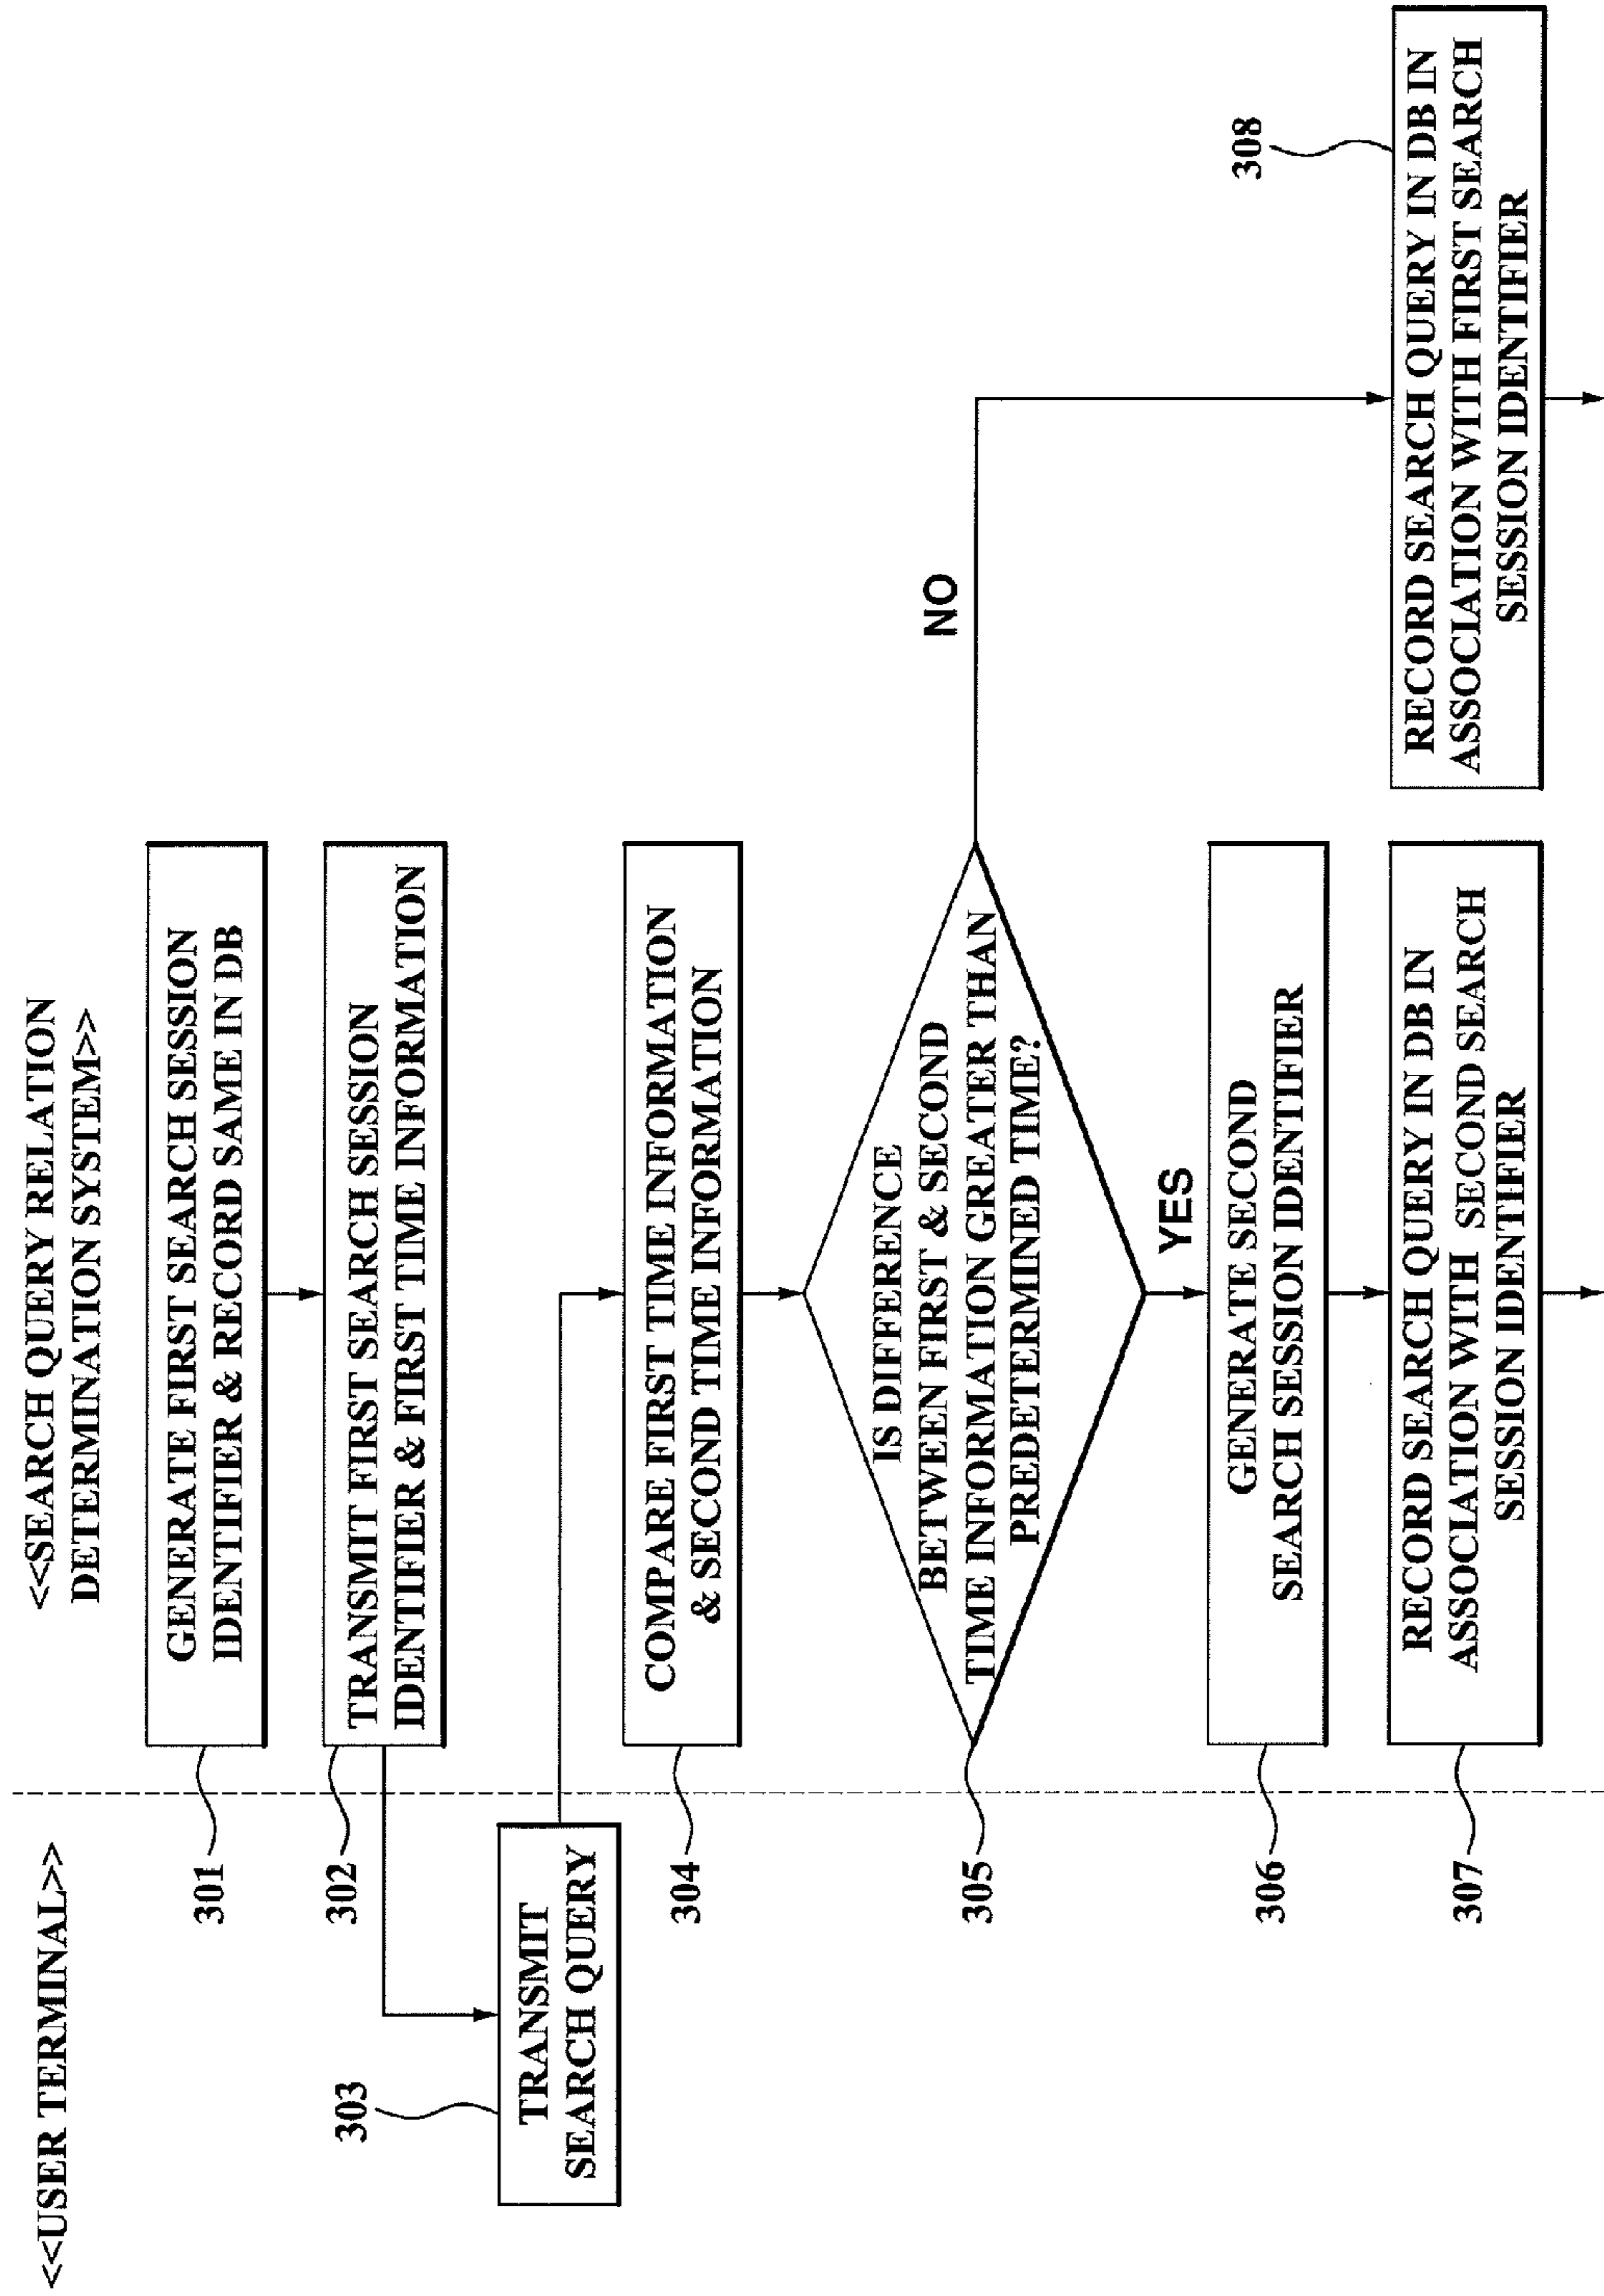 <<USER TERMINAL>>
<<SEARCH QUERY RELATION
DETERMINATION SYSTEM>>
301
GENERATE FIRST SEARCH SESSION
IDENTIFIER & RECORD SAME IN DB
302
TRANSMIT FIRST SEARCH SESSION
IDENTIFIER & FIRST TIME INFORMATION
303
TRANSMIT
SEARCH QUERY
304
COMPARE FIRST TIME INFORMATION
& SECOND TIME INFORMATION
305
IS DIFFERENCE
BETWEEN FIRST & SECOND
TIME INFORMATION GREATER THAN
PREDETERMINED TIME?
NO
YES
306
GENERATE SECOND
SEARCH SESSION IDENTIFIER
307
RECORD SEARCH QUERY IN DB IN
ASSOCIATION WITH SECOND SEARCH
SESSION IDENTIFIER
308
RECORD SEARCH QUERY IN DB IN
ASSOCIATION WITH FIRST SEARCH
SESSION IDENTIFIER